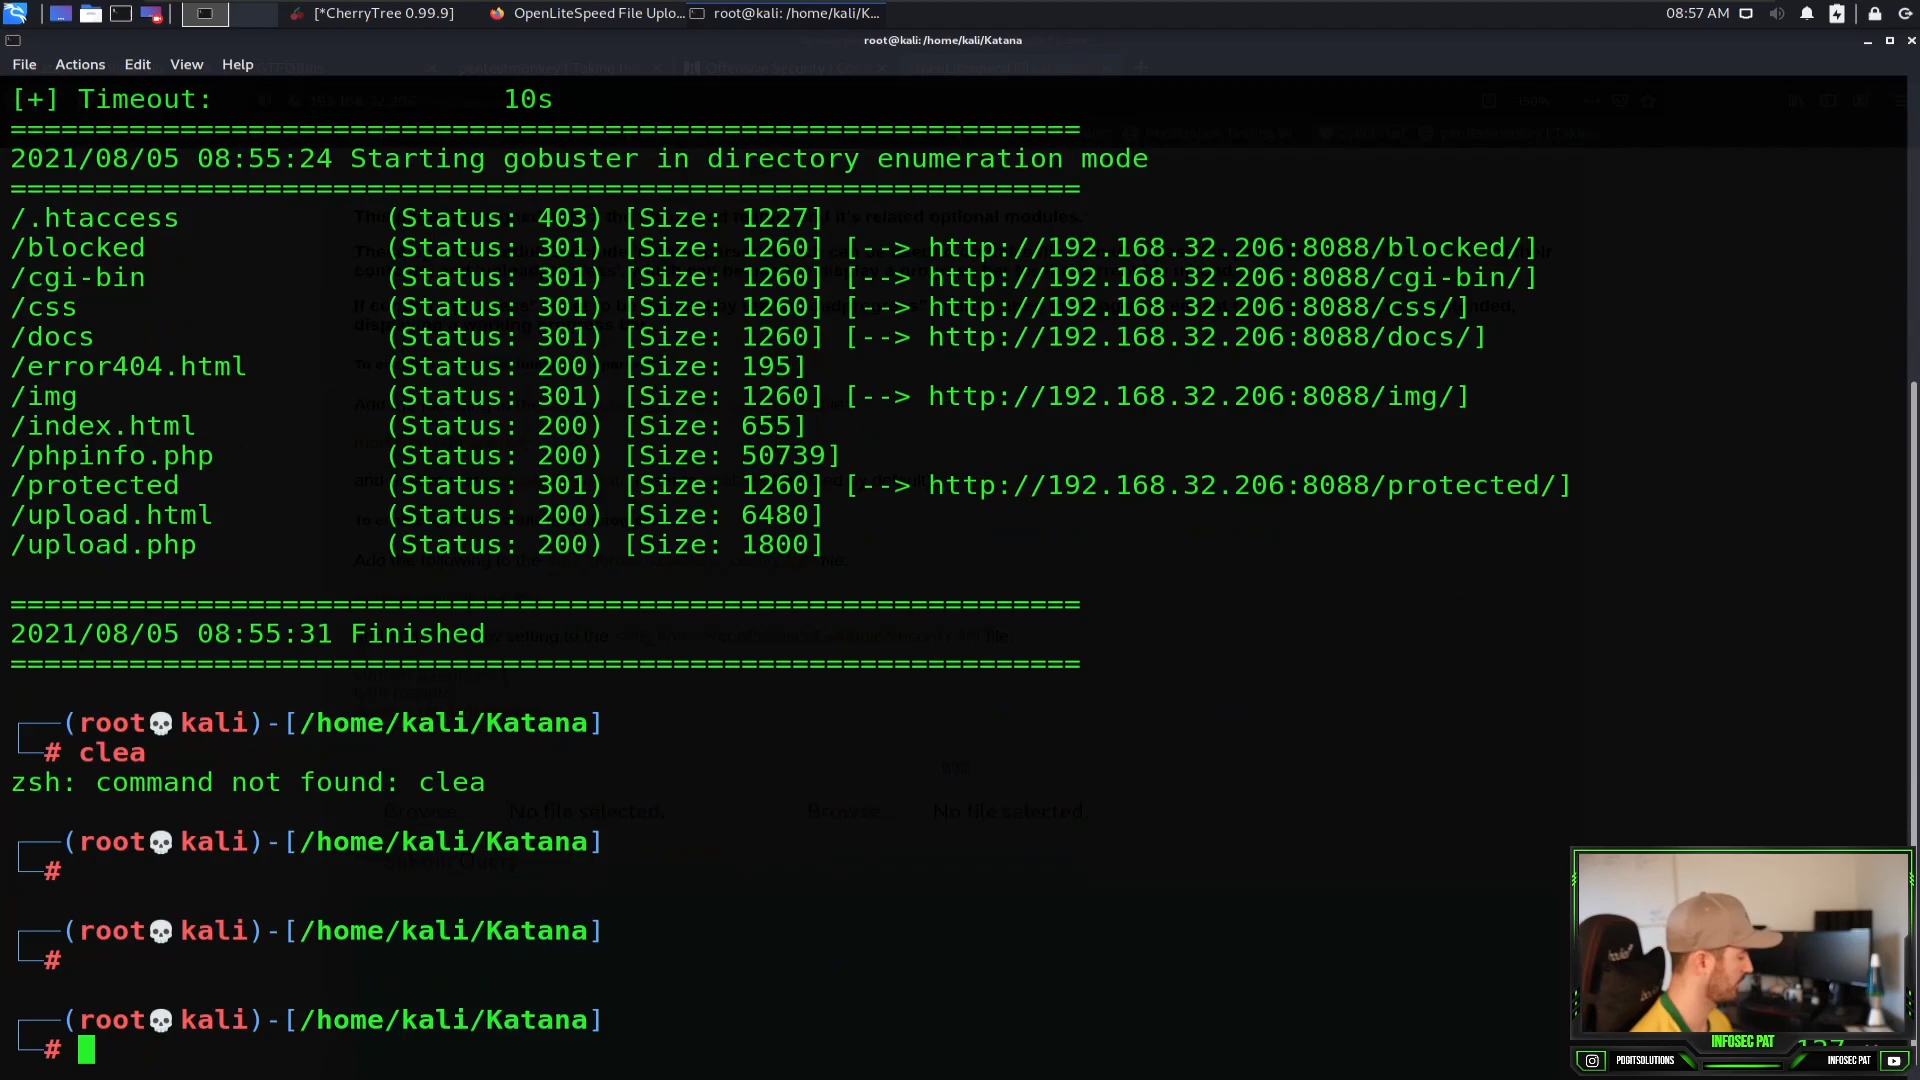 [*CherryTree 0.99.9]
OpenLiteSpeed File Uplo...
root@kali: /home/kali/K...
08:57 AM
root@kali: /home/kali/Katana
File Actions Edit View Help
[+] Timeout: 10s
===============================================================
2021/08/05 08:55:24 Starting gobuster in directory enumeration mode
===============================================================
/.htaccess (Status: 403) [Size: 1227]
/blocked (Status: 301) [Size: 1260] [--> http://192.168.32.206:8088/blocked/]
/cgi-bin (Status: 301) [Size: 1260] [--> http://192.168.32.206:8088/cgi-bin/]
/css (Status: 301) [Size: 1260] [--> http://192.168.32.206:8088/css/]
/docs (Status: 301) [Size: 1260] [--> http://192.168.32.206:8088/docs/]
/error404.html (Status: 200) [Size: 195]
/img (Status: 301) [Size: 1260] [--> http://192.168.32.206:8088/img/]
/index.html (Status: 200) [Size: 655]
/phpinfo.php (Status: 200) [Size: 50739]
/protected (Status: 301) [Size: 1260] [--> http://192.168.32.206:8088/protected/]
/upload.html (Status: 200) [Size: 6480]
/upload.php (Status: 200) [Size: 1800]
===============================================================
2021/08/05 08:55:31 Finished
===============================================================
(root💀kali)-[/home/kali/Katana]
# clea
zsh: command not found: clea
Browse... No file selected. Browse... No file selected.
(root💀kali)-[/home/kali/Katana]
#
(root💀kali)-[/home/kali/Katana]
#
(root💀kali)-[/home/kali/Katana]
#
INFOSEC PAT
PDGITSOLUTIONS
INFOSEC PAT